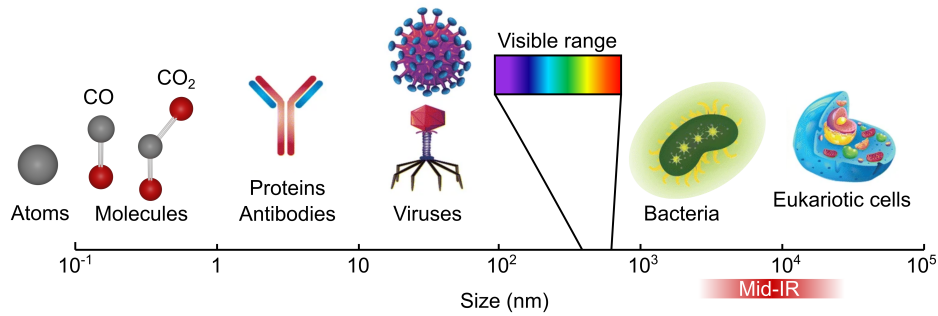 Visible range
CO
CO₂
Atoms
Molecules
Proteins
Antibodies
Viruses
Bacteria
Eukariotic cells
10⁻¹
1
10
10²
10³
10⁴
10⁵
Mid-IR
Size (nm)